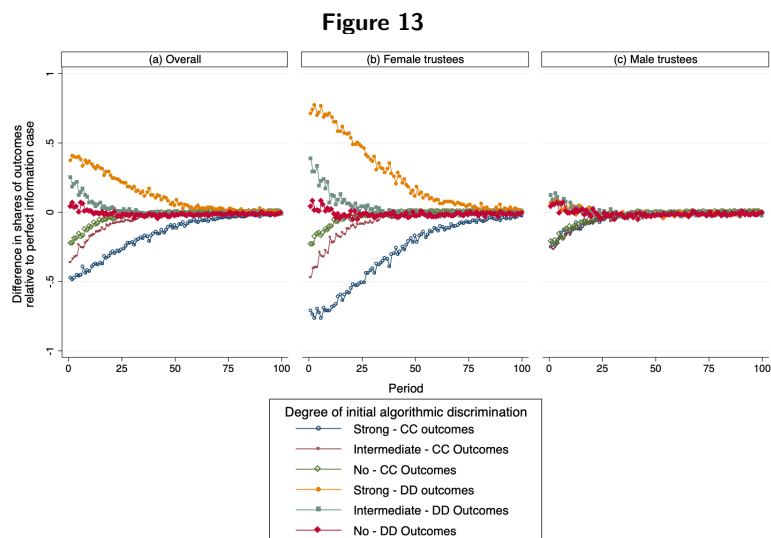 Figure 13
(a) Overall
(b) Female trustees
(c) Male trustees
Difference in shares of outcomes
relative to perfect information case
1
.5
0
-.5
-1
0 25 50 75 100
0 25 50 75 100
0 25 50 75 100
Period
Degree of initial algorithmic discrimination
Strong - CC outcomes
Intermediate - CC Outcomes
No - CC Outcomes
Strong - DD outcomes
Intermediate - DD Outcomes
No - DD Outcomes